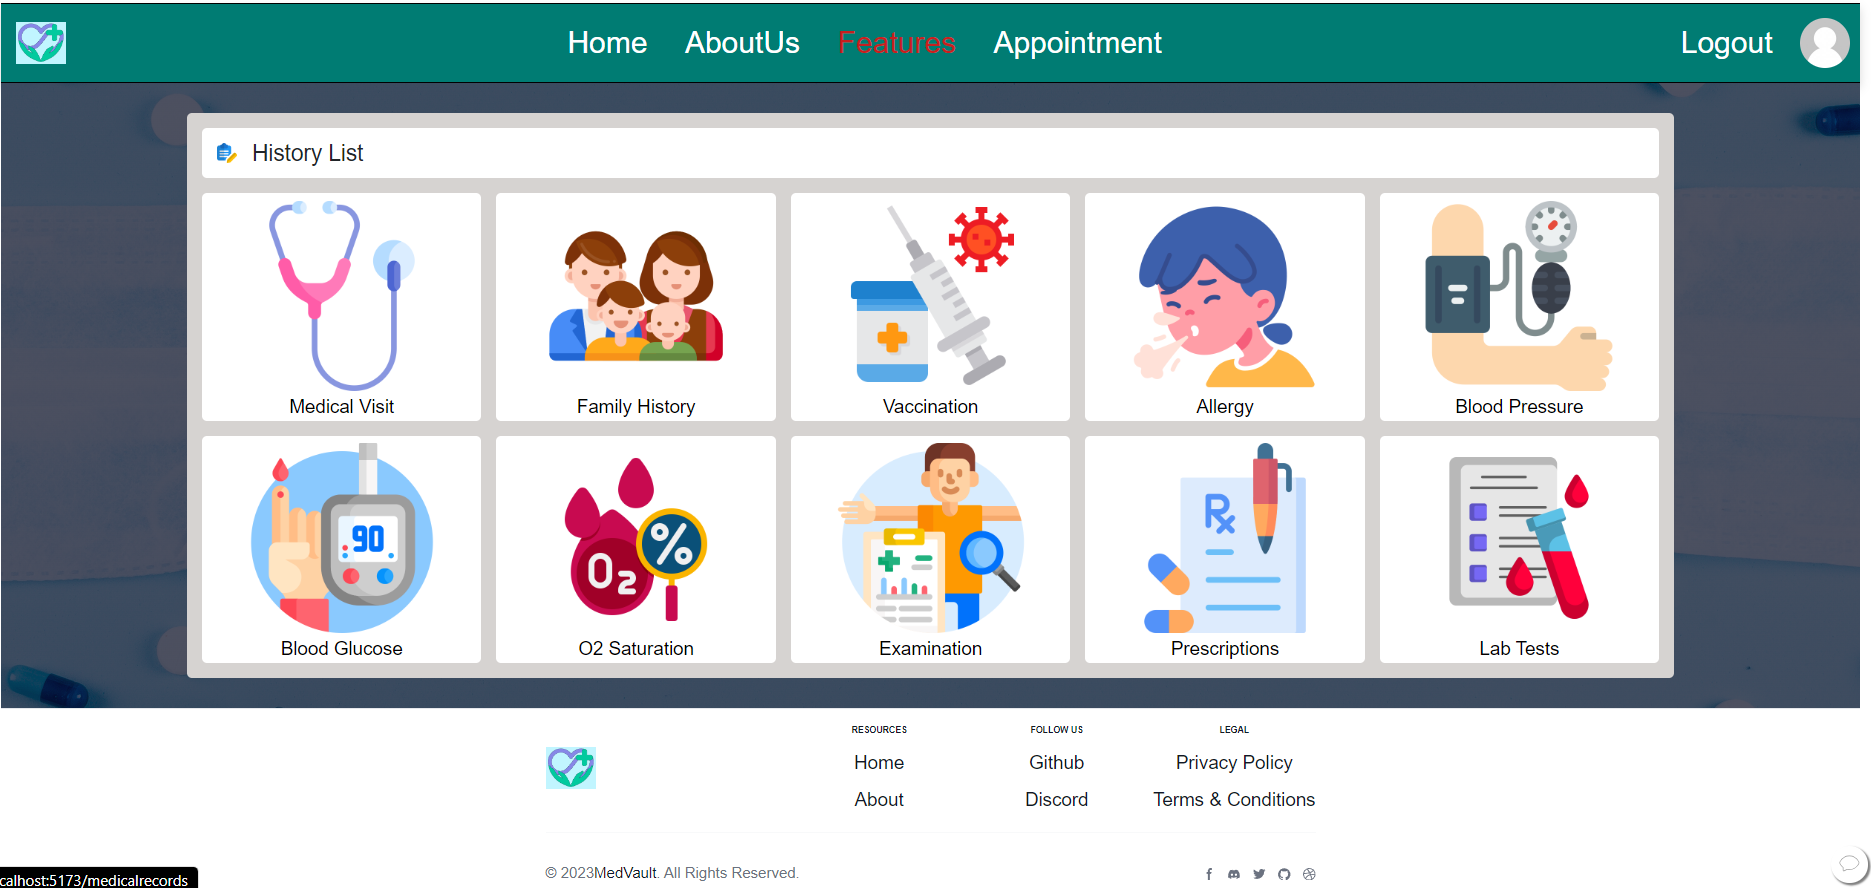 Home AboutUs Features Appointment Logout
History List
Medical Visit Family History Vaccination Allergy Blood Pressure
90
O2
%
Rx
Blood Glucose O2 Saturation Examination Prescriptions Lab Tests
RESOURCES FOLLOW US LEGAL
Home Github Privacy Policy
About Discord Terms & Conditions
© 2023MedVault. All Rights Reserved.
calhost:5173/medicalrecords